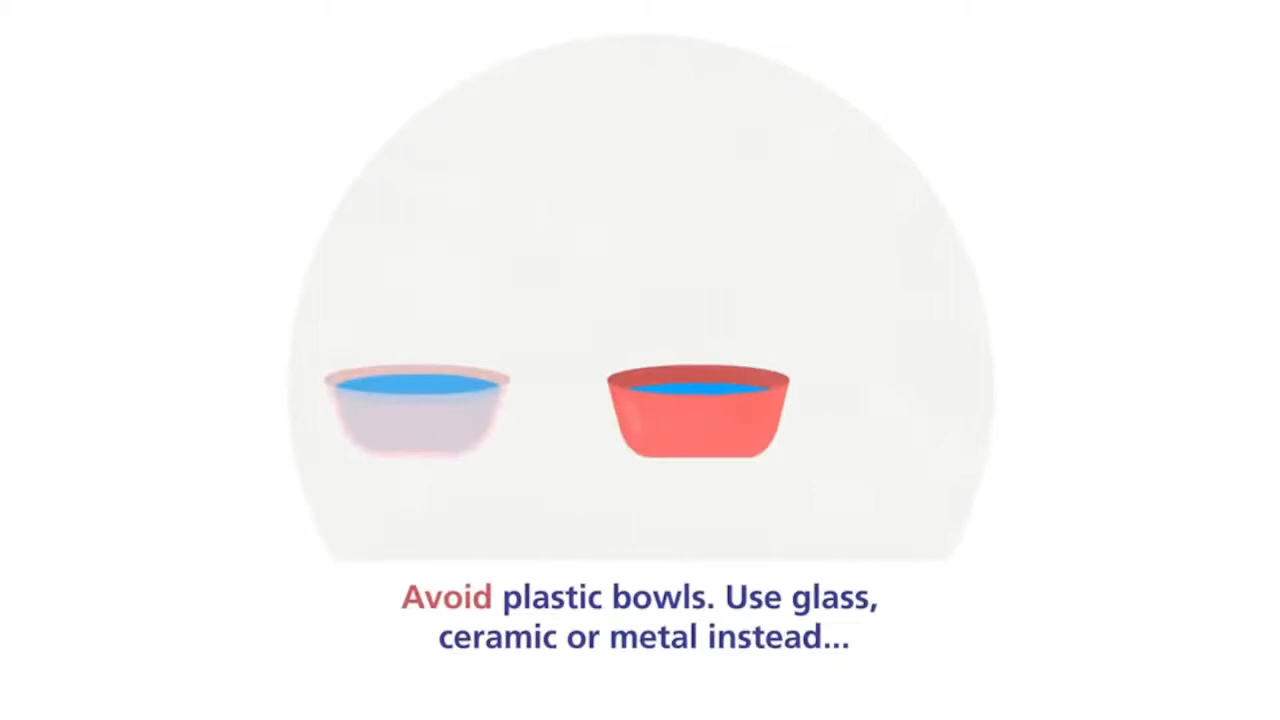 Avoid plastic bowls. Use glass,
ceramic or metal instead...